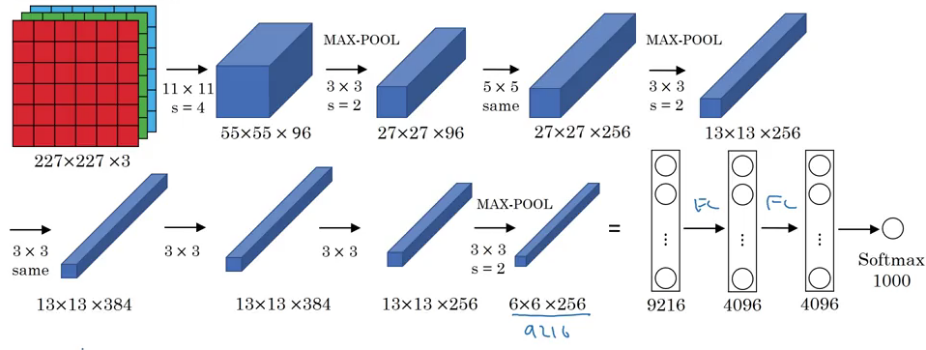 227×227 ×3
11 × 11
s = 4
55×55 × 96
MAX-POOL
3 × 3
s = 2
27×27 ×96
5 × 5
same
27×27 ×256
MAX-POOL
3 × 3
s = 2
13×13 ×256
3 × 3
same
13×13 ×384
3 × 3
13×13 ×384
3 × 3
13×13 ×256
MAX-POOL
3 × 3
s = 2
6×6 ×256
9216
=
⋮
9216
FC
⋮
4096
FC
⋮
4096
Softmax
1000